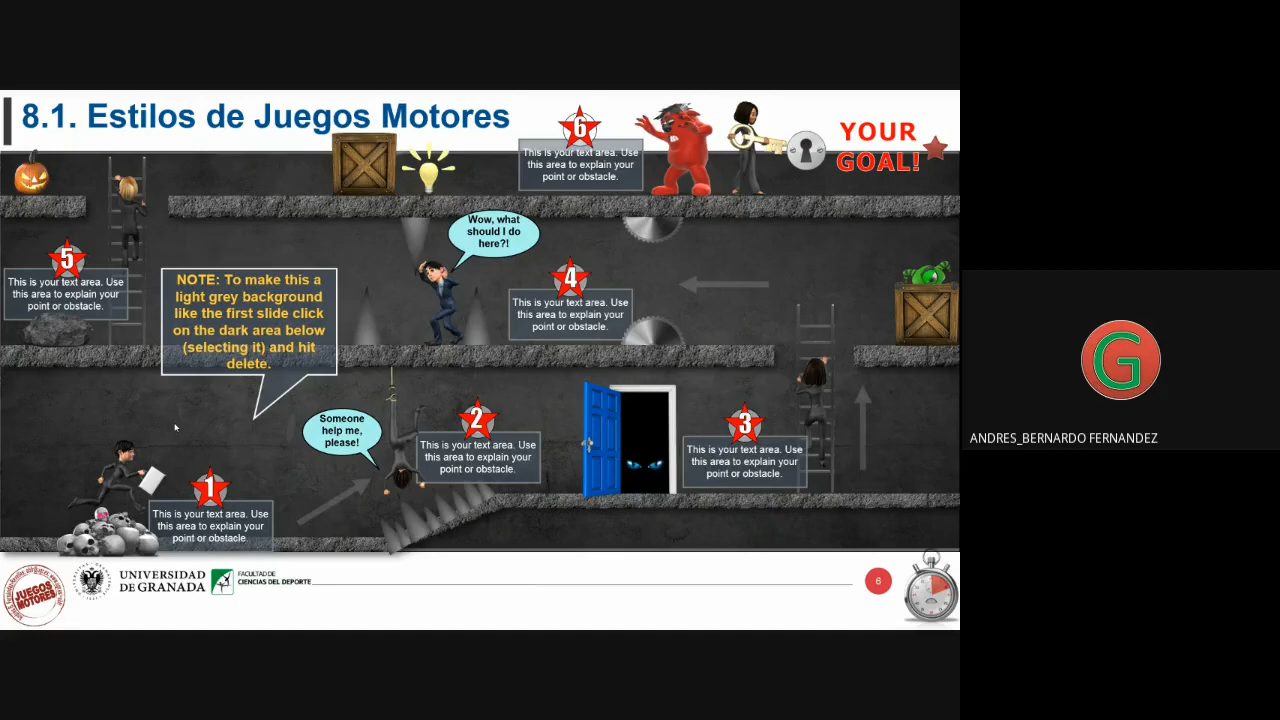 8.1. Estilos de Juegos Motores
6
This is your text area. Use
this area to explain your
point or obstacle.
YOUR
GOAL!
Wow, what
should I do
here?!
5
This is your text area. Use
this area to explain your
point or obstacle.
NOTE: To make this a
light grey background
like the first slide click
on the dark area below
(selecting it) and hit
delete.
4
This is your text area. Use
this area to explain your
point or obstacle.
Someone
help me,
please!
2
This is your text area. Use
this area to explain your
point or obstacle.
3
This is your text area. Use
this area to explain your
point or obstacle.
1
This is your text area. Use
this area to explain your
point or obstacle.
JUEGOS
MOTORES
UNIVERSIDAD
DE GRANADA
FACULTAD DE
CIENCIAS DEL DEPORTE
6
G
ANDRES_BERNARDO FERNANDEZ